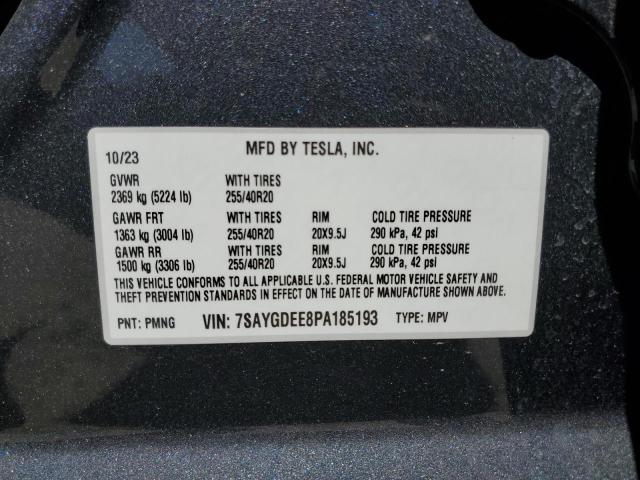 10/23 MFD BY TESLA, INC.
GVWR WITH TIRES
2369 kg (5224 lb) 255/40R20
GAWR FRT WITH TIRES RIM COLD TIRE PRESSURE
1363 kg (3004 lb) 255/40R20 20X9.5J 290 kPa, 42 psi
GAWR RR WITH TIRES RIM COLD TIRE PRESSURE
1500 kg (3306 lb) 255/40R20 20X9.5J 290 kPa, 42 psi
THIS VEHICLE CONFORMS TO ALL APPLICABLE U.S. FEDERAL MOTOR VEHICLE SAFETY AND
THEFT PREVENTION STANDARDS IN EFFECT ON THE DATE OF MANUFACTURE SHOWN ABOVE.
PNT: PMNG VIN: 7SAYGDEE8PA185193 TYPE: MPV